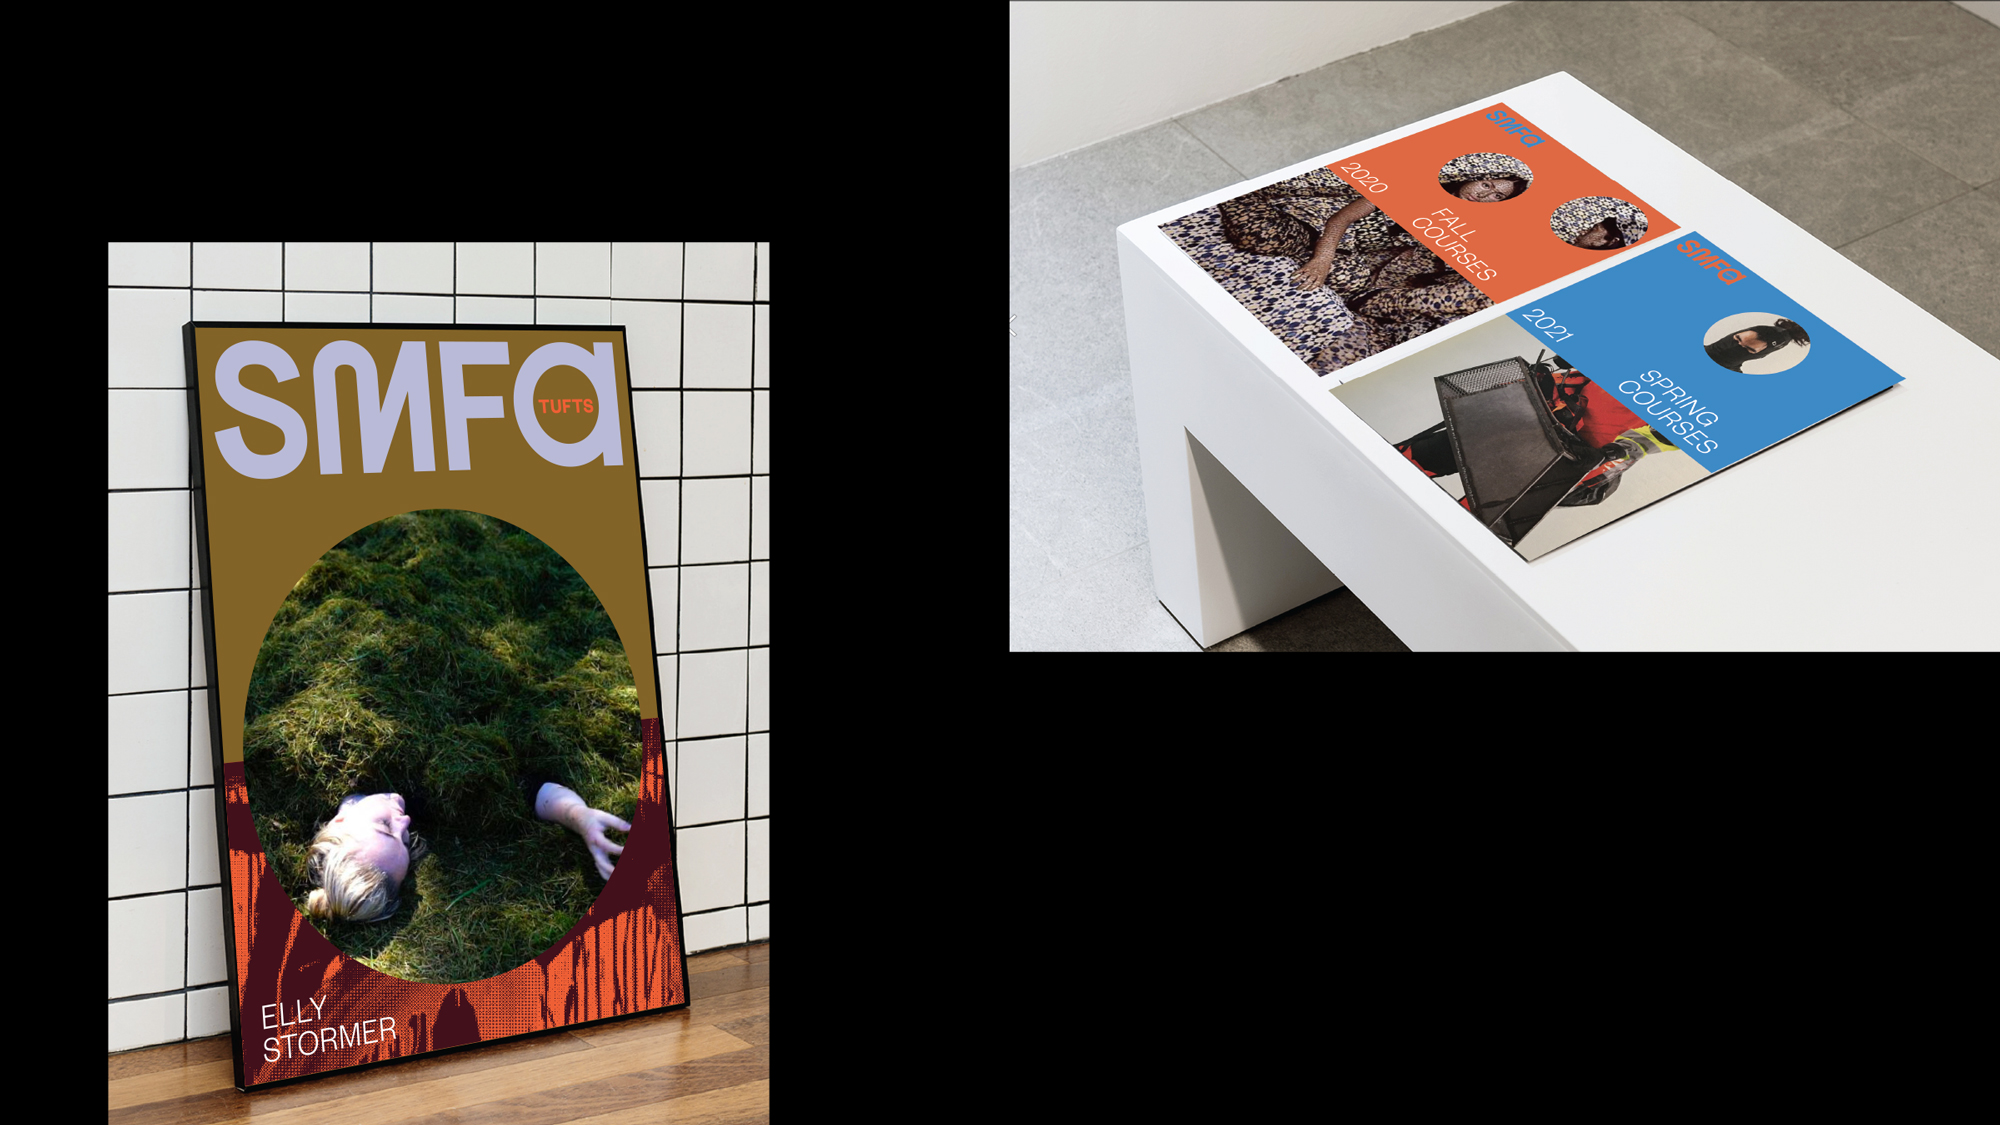 SMFa
TUFTS
ELLY
STORMER
SMFa
2020
FALL
COURSES
SMFa
2021
SPRING
COURSES